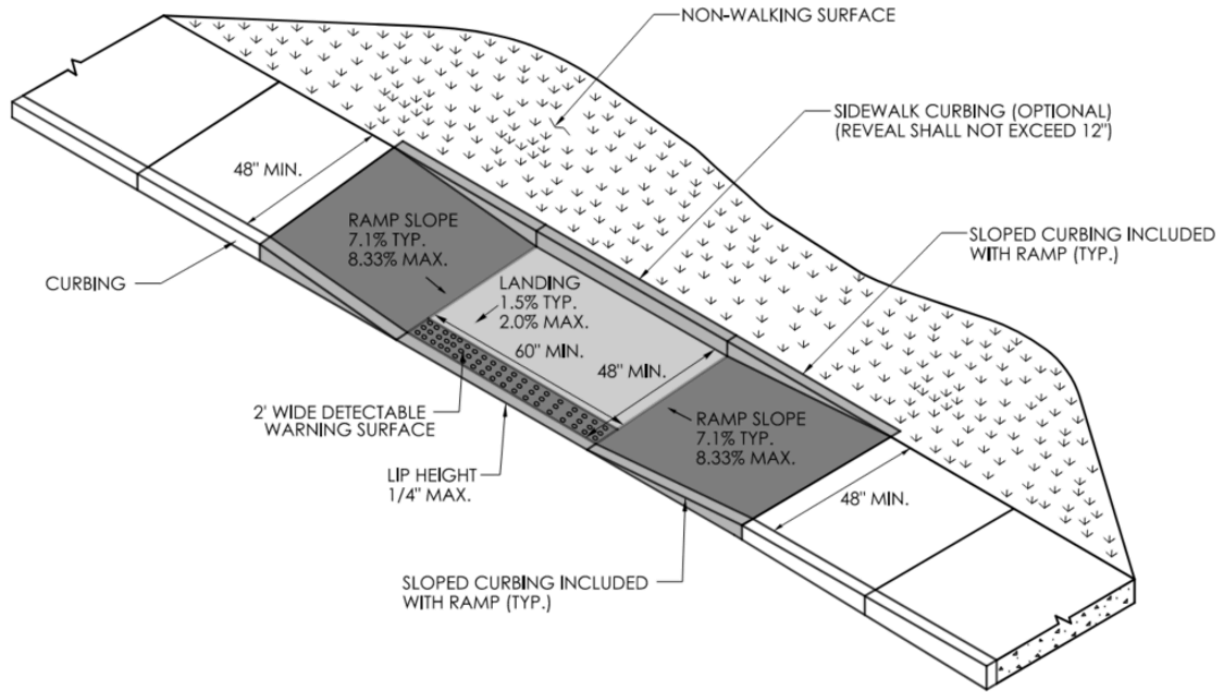 NON-WALKING SURFACE
SIDEWALK CURBING (OPTIONAL)
(REVEAL SHALL NOT EXCEED 12")
48" MIN.
RAMP SLOPE
7.1% TYP.
8.33% MAX.
SLOPED CURBING INCLUDED
WITH RAMP (TYP.)
CURBING
LANDING
1.5% TYP.
2.0% MAX.
60" MIN.
48" MIN.
2' WIDE DETECTABLE
WARNING SURFACE
RAMP SLOPE
7.1% TYP.
8.33% MAX.
LIP HEIGHT
1/4" MAX.
48" MIN.
SLOPED CURBING INCLUDED
WITH RAMP (TYP.)